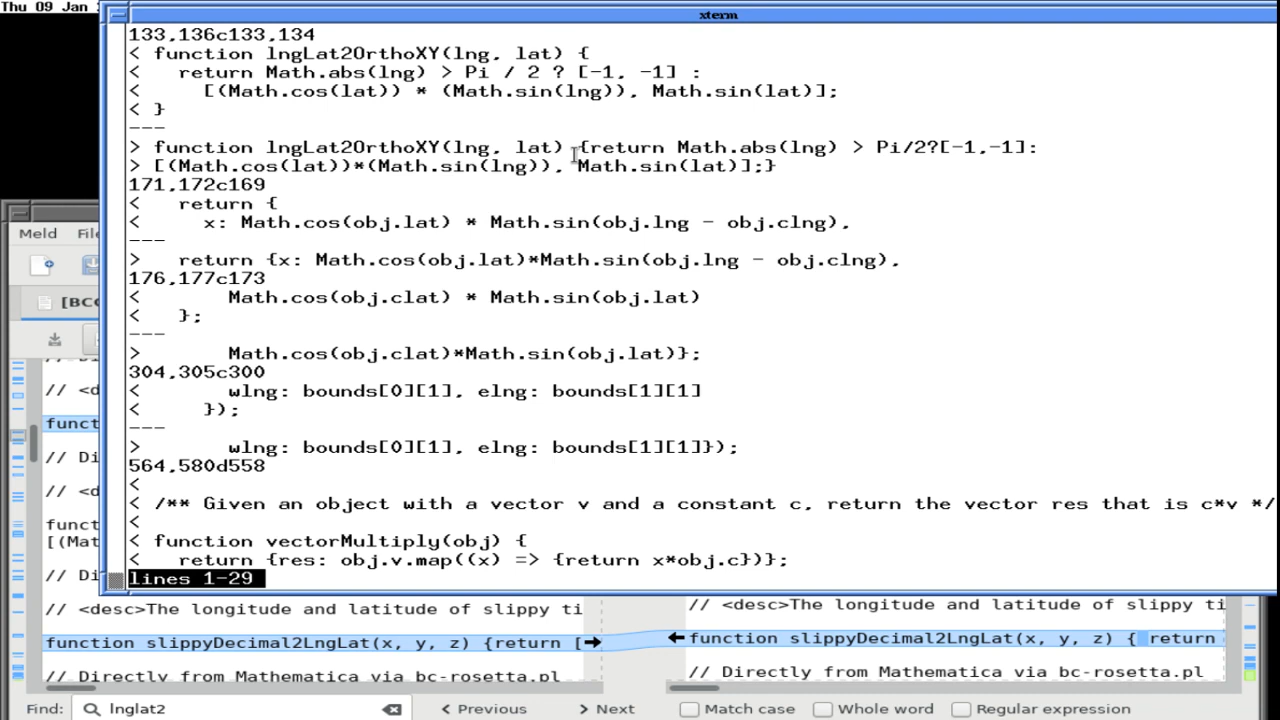 Thu 09 Jan
xterm
133,136c133,134
< function lngLat2OrthoXY(lng, lat) {
<   return Math.abs(lng) > Pi / 2 ? [-1, -1] :
<     [(Math.cos(lat)) * (Math.sin(lng)), Math.sin(lat)];
< }
---
> function lngLat2OrthoXY(lng, lat) {return Math.abs(lng) > Pi/2?[-1,-1]:
> [(Math.cos(lat))*(Math.sin(lng)), Math.sin(lat)];}
171,172c169
<   return {
<     x: Math.cos(obj.lat) * Math.sin(obj.lng - obj.clng),
---
>   return {x: Math.cos(obj.lat)*Math.sin(obj.lng - obj.clng),
176,177c173
<       Math.cos(obj.clat) * Math.sin(obj.lat)
<   };
---
>       Math.cos(obj.clat)*Math.sin(obj.lat)};
304,305c300
<       wlng: bounds[0][1], elng: bounds[1][1]
<     });
---
>       wlng: bounds[0][1], elng: bounds[1][1]});
564,580d558
<
< /** Given an object with a vector v and a constant c, return the vector res that is c*v */
<
< function vectorMultiply(obj) {
<   return {res: obj.v.map((x) => {return x*obj.c})};
lines 1-29
Meld Fil
[BCC
// <d
funct
// Di
// <d
funct
[(Mat
// Di
// <desc>The longitude and latitude of slippy ti
function slippyDecimal2LngLat(x, y, z) {return [
// Directly from Mathematica via bc-rosetta.pl
// <desc>The longitude and latitude of slippy ti
function slippyDecimal2LngLat(x, y, z) { return
// Directly from Mathematica via bc-rosetta.pl
Find: lnglat2 Previous Next Match case Whole word Regular expression